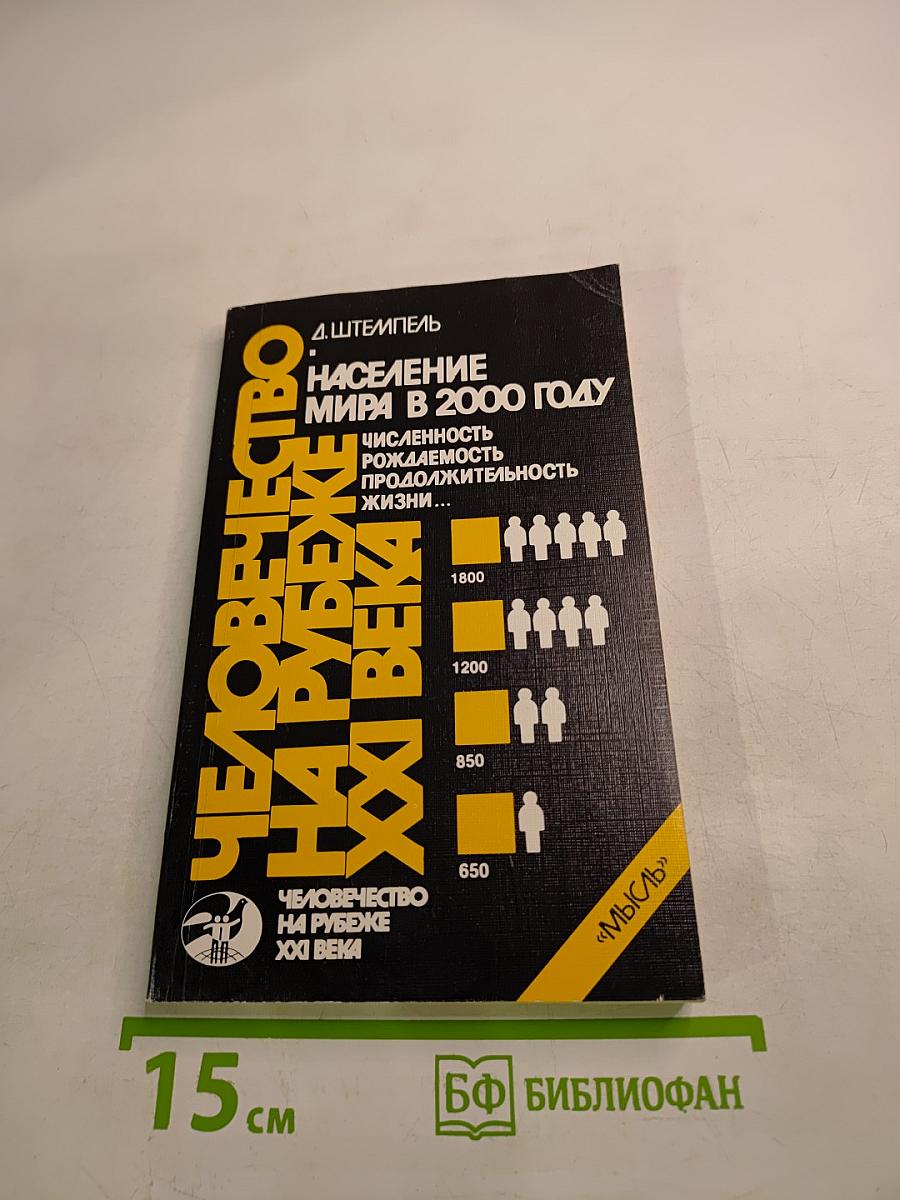 Д. ШТЕМПЕЛЬ
НАСЕЛЕНИЕ
МИРА В 2000 ГОДУ
ЧИСЛЕННОСТЬ
РОЖДАЕМОСТЬ
ПРОДОЛЖИТЕЛЬНОСТЬ
ЖИЗНИ...
ЧЕЛОВЕЧЕСТВО
НА РУБЕЖЕ
XXI ВЕКА
1800
1200
850
650
ЧЕЛОВЕЧЕСТВО
НА РУБЕЖЕ
XXI ВЕКА
«МЫСЛЬ»
15 см
БФ БИБЛИОФАН